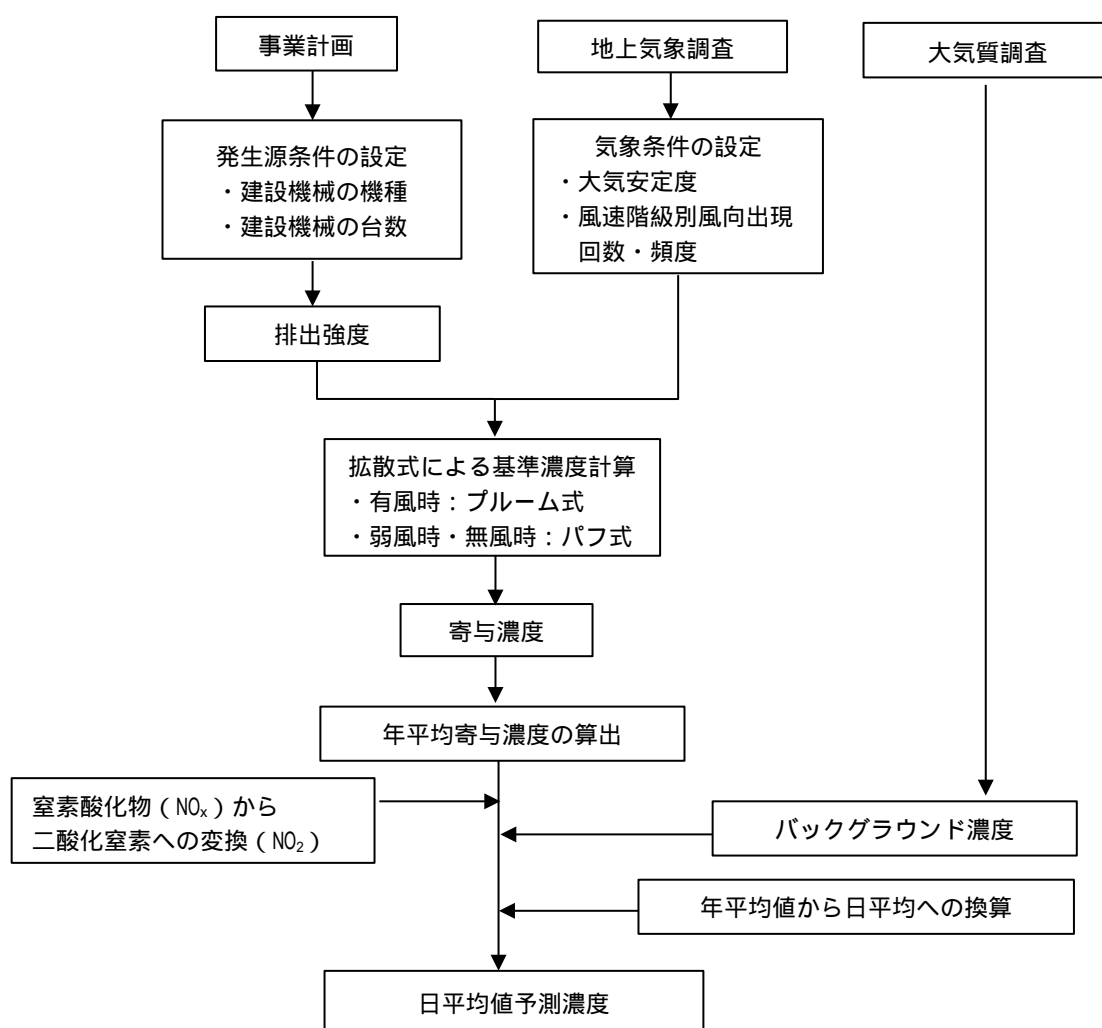 事業計画
地上気象調査
大気質調査
発生源条件の設定
・建設機械の機種
・建設機械の台数
気象条件の設定
・大気安定度
・風速階級別風向出現
回数・頻度
排出強度
拡散式による基準濃度計算
・有風時：プルーム式
・弱風時・無風時：パフ式
寄与濃度
年平均寄与濃度の算出
窒素酸化物（NOₓ）から
二酸化窒素への変換（NO₂）
バックグラウンド濃度
年平均値から日平均への換算
日平均値予測濃度